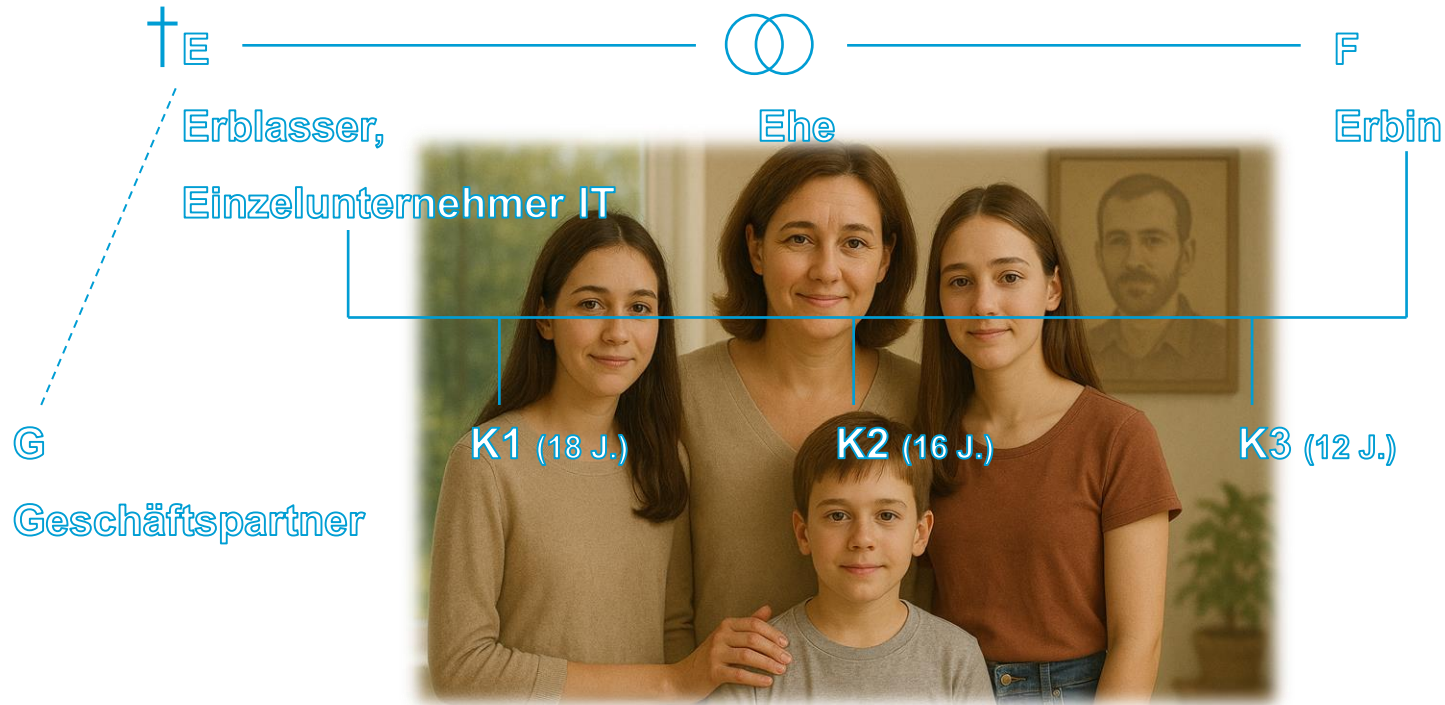 E
F
Erblasser,
Ehe
Erbin
Einzelunternehmer IT
K1 (18 J.)
K2 (16 J.)
K3 (12 J.)
G
Geschäftspartner